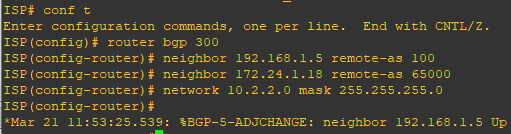 ISP# conf t
Enter configuration commands, one per line.  End with CNTL/Z.
ISP(config)# router bgp 300
ISP(config-router)# neighbor 192.168.1.5 remote-as 100
ISP(config-router)# neighbor 172.24.1.18 remote-as 65000
ISP(config-router)# network 10.2.2.0 mask 255.255.255.0
ISP(config-router)#
*Mar 21 11:53:25.539: %BGP-5-ADJCHANGE: neighbor 192.168.1.5 Up